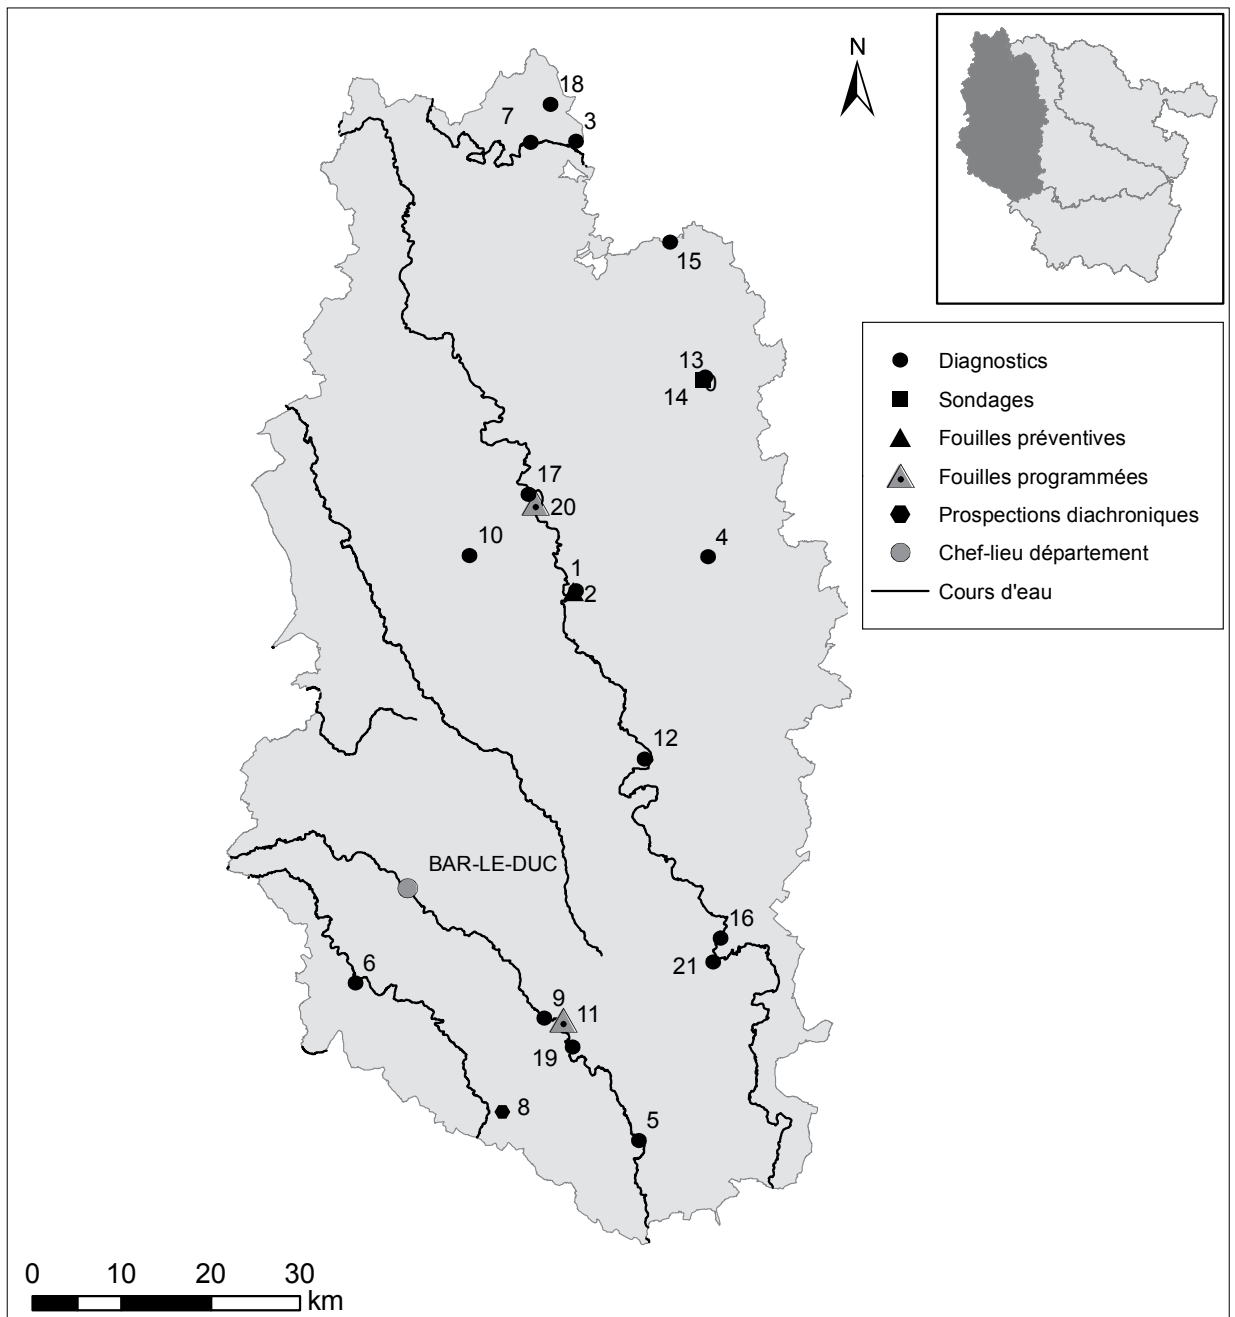 N
18
7
3
15
13
0
14
17
20
10
4
1
2
12
BAR-LE-DUC
16
21
6
9
11
19
8
5
Diagnostics
Sondages
Fouilles préventives
Fouilles programmées
Prospections diachroniques
Chef-lieu département
Cours d'eau
0 10 20 30
km